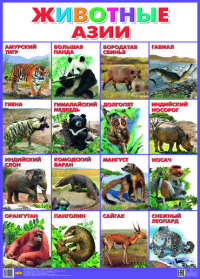 ЖИВОТНЫЕ
АЗИИ
АМУРСКИЙ
ТИГР
БОЛЬШАЯ
ПАНДА
БОРОДАТАЯ
СВИНЬЯ
ГАВИАЛ
ГИЕНА
ГИМАЛАЙСКИЙ
МЕДВЕДЬ
ДОЛГОПЯТ
ИНДИЙСКИЙ
НОСОРОГ
ИНДИЙСКИЙ
СЛОН
КОМОДСКИЙ
ВАРАН
МАНГУСТ
НОСАЧ
ОРАНГУТАН
ПАНГОЛИН
САЙГАК
СНЕЖНЫЙ
ЛЕОПАРД